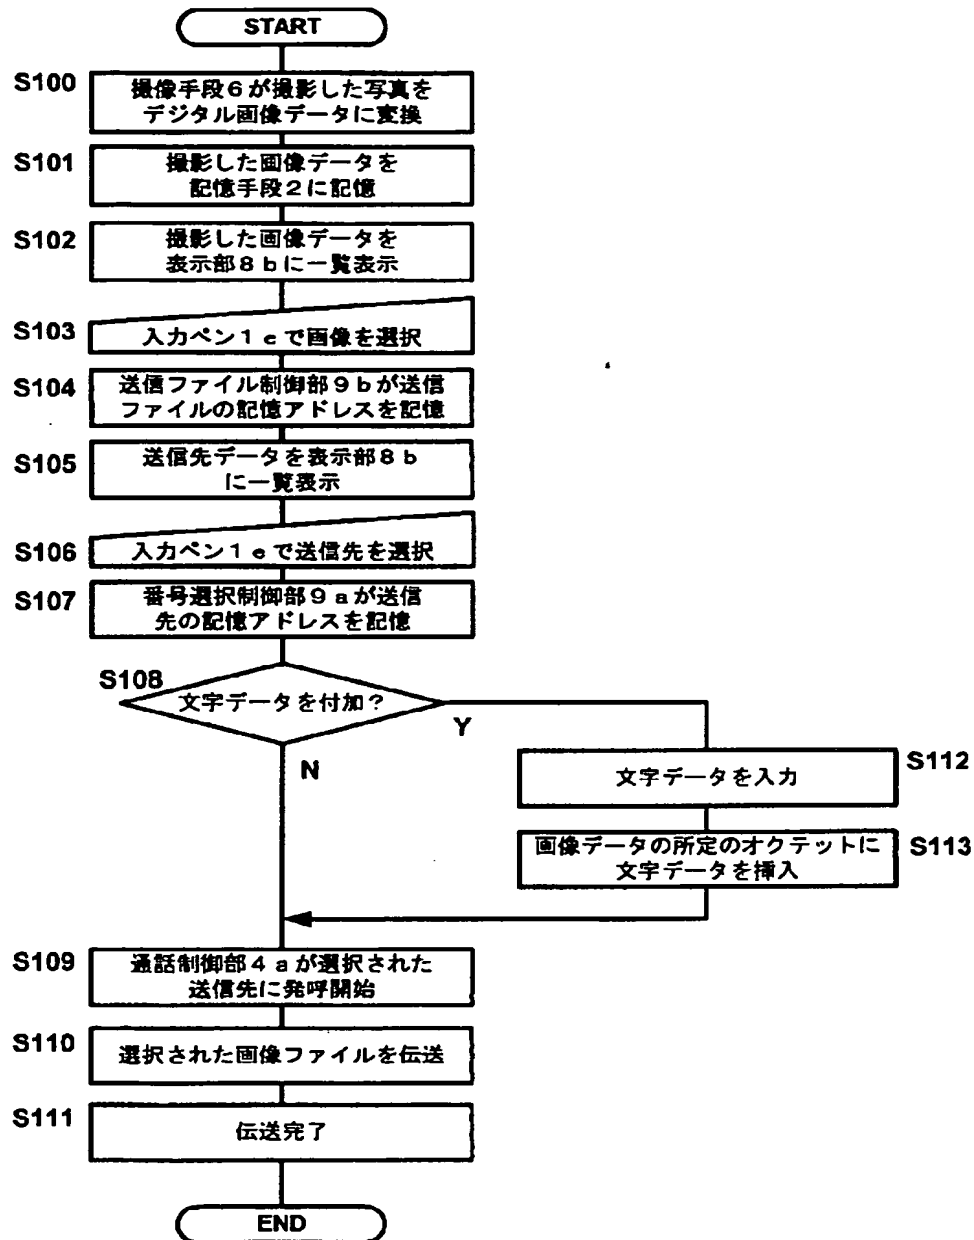 START
S100
撮像手段6が撮影した写真を
デジタル画像データに変換
S101
撮影した画像データを
記憶手段2に記憶
S102
撮影した画像データを
表示部8bに一覧表示
S103
入力ペン1eで画像を選択
S104
送信ファイル制御部9bが送信
ファイルの記憶アドレスを記憶
S105
送信先データを表示部8b
に一覧表示
S106
入力ペン1eで送信先を選択
S107
番号選択制御部9aが送信
先の記憶アドレスを記憶
S108
文字データを付加?
Y
N
S112
文字データを入力
S113
画像データの所定のオクテットに
文字データを挿入
S109
通話制御部4aが選択された
送信先に発呼開始
S110
選択された画像ファイルを伝送
S111
伝送完了
END